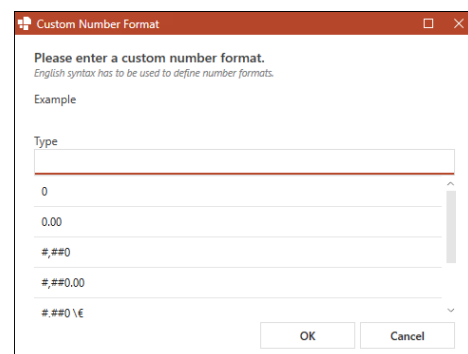 Custom Number Format
Please enter a custom number format.
English syntax has to be used to define number formats.
Example
Type
0
0.00
#,##0
#,##0.00
#,##0 \€
OK Cancel